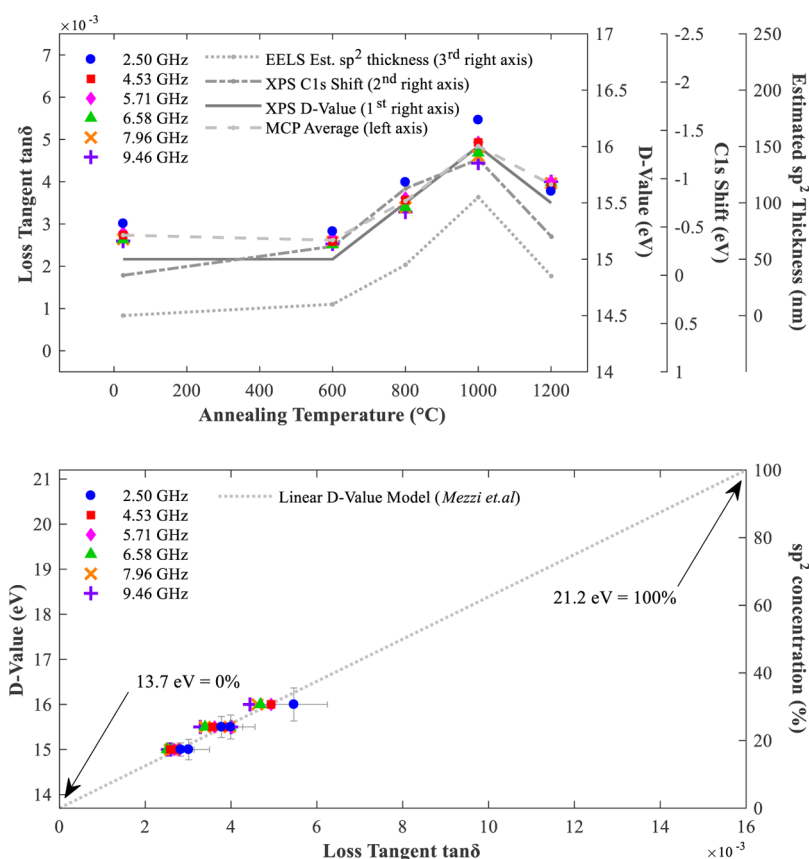 ×10⁻³
7
6
5
4
3
2
1
0
Loss Tangent tanδ
2.50 GHz
4.53 GHz
5.71 GHz
6.58 GHz
7.96 GHz
9.46 GHz
EELS Est. sp² thickness (3ʳᵈ right axis)
XPS C1s Shift (2ⁿᵈ right axis)
XPS D-Value (1ˢᵗ right axis)
MCP Average (left axis)
0 200 400 600 800 1000 1200
Annealing Temperature (°C)
17
16
15.5
15
14.5
14
D-Value (eV)
-2.5
-2
-1.5
-1
-0.5
0
0.5
1
C1s Shift (eV)
250
200
150
100
50
0
Estimated sp² Thickness (nm)
21
20
19
18
17
16
15
14
D-Value (eV)
2.50 GHz
4.53 GHz
5.71 GHz
6.58 GHz
7.96 GHz
9.46 GHz
Linear D-Value Model (Mezzi et.al)
13.7 eV = 0%
21.2 eV = 100%
100
80
60
40
20
0
sp² concentration (%)
0 2 4 6 8 10 12 14 16
Loss Tangent tanδ
×10⁻³